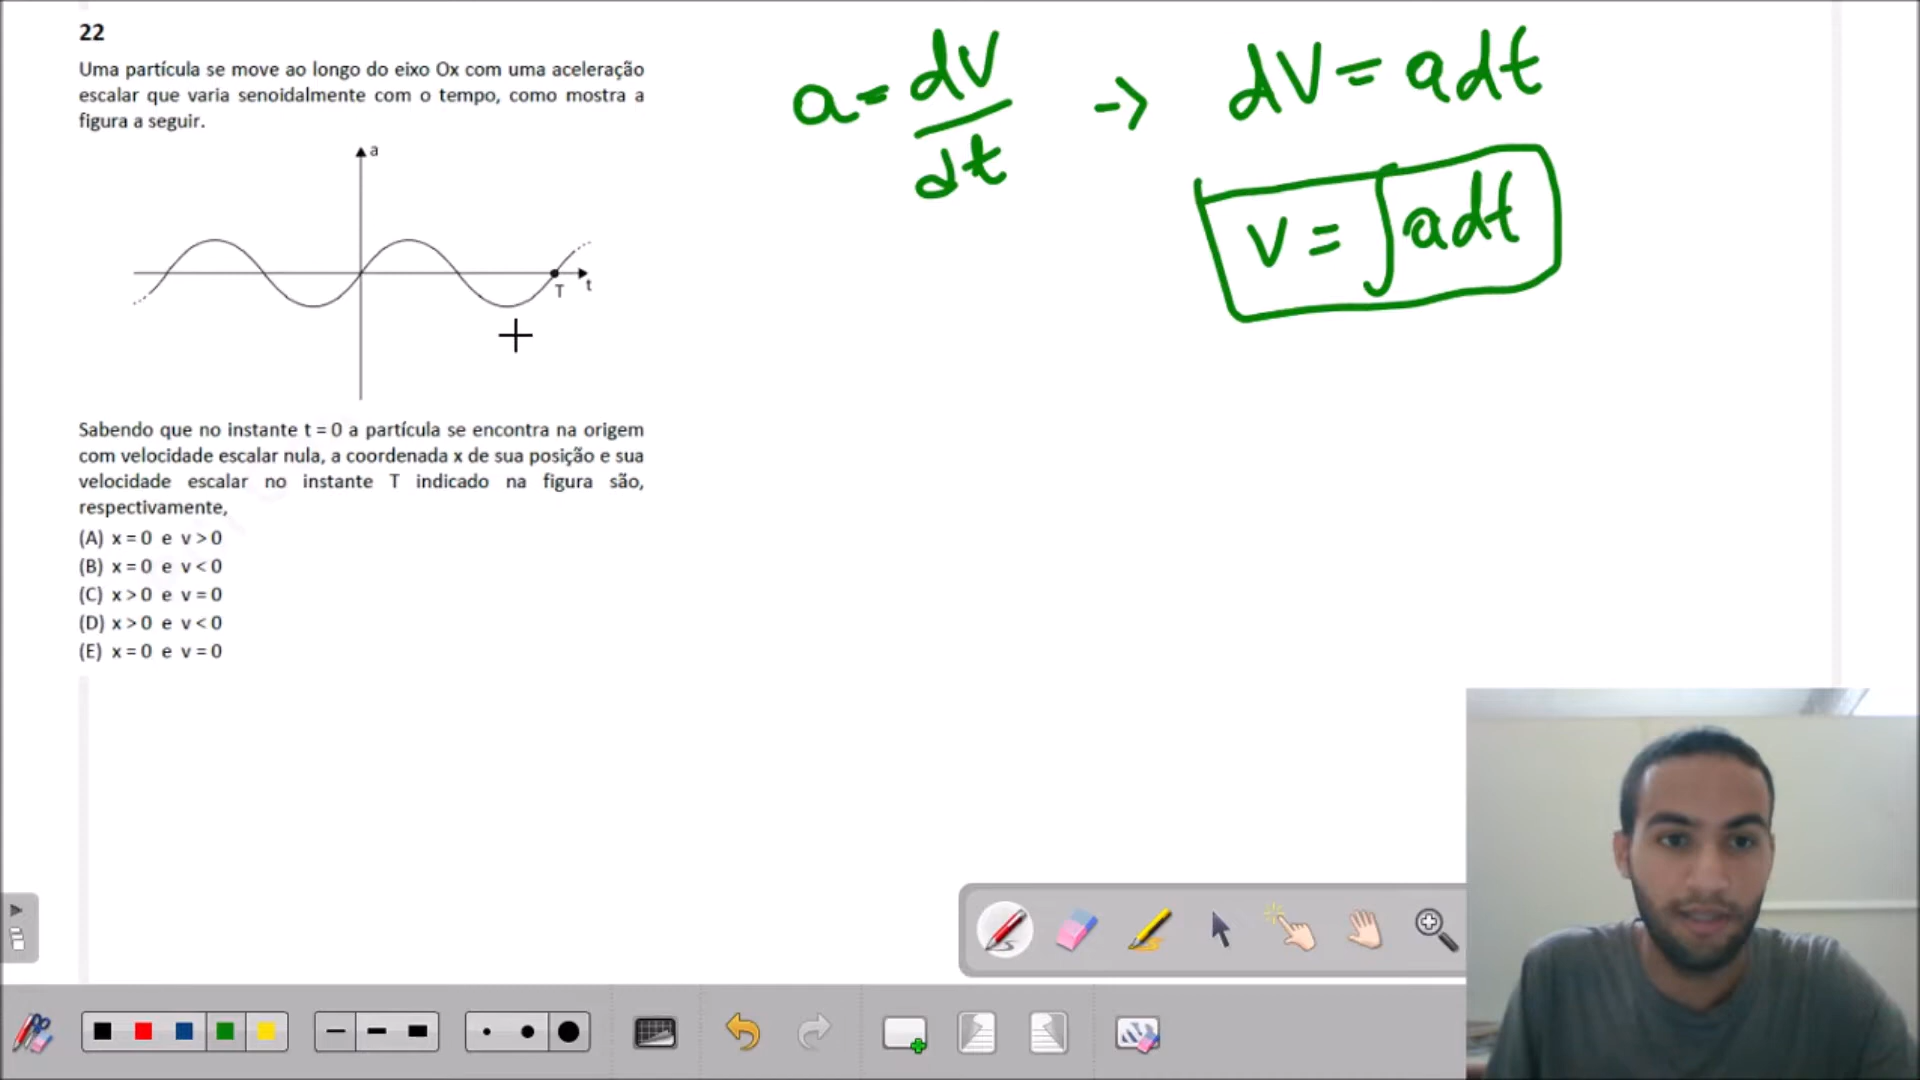 22
Uma partícula se move ao longo do eixo Ox com uma aceleração
escalar que varia senoidalmente com o tempo, como mostra a
figura a seguir.
a
T
t
Sabendo que no instante t = 0 a partícula se encontra na origem
com velocidade escalar nula, a coordenada x de sua posição e sua
velocidade escalar no instante T indicado na figura são,
respectivamente,
(A) x = 0 e v > 0
(B) x = 0 e v < 0
(C) x > 0 e v = 0
(D) x > 0 e v < 0
(E) x = 0 e v = 0
a = dv/dt → dV = a dt
V = ∫ a dt